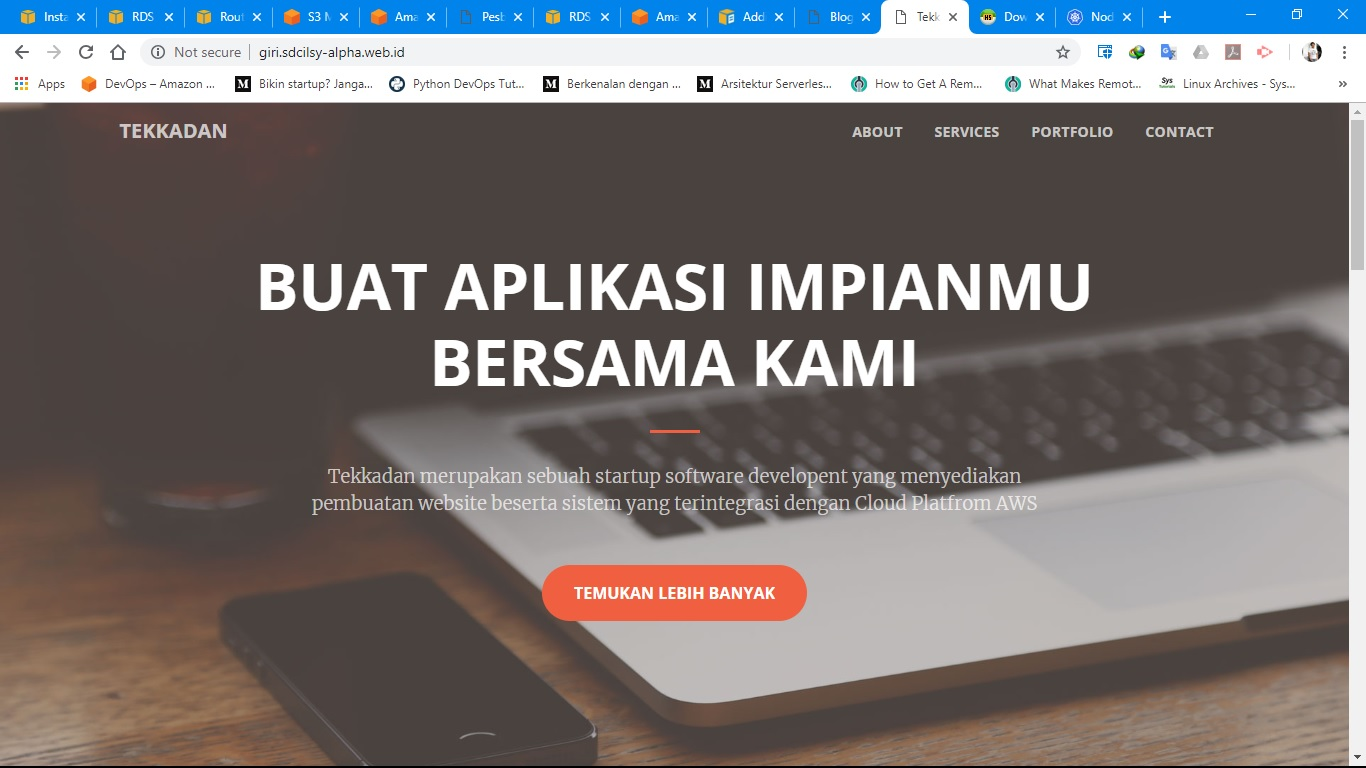 Insta
RDS
Rout
S3 M
Ama
Pesb
RDS
Ama
Add
Blog
Tekk
Dow
Nod
Not secure
giri.sdcilsy-alpha.web.id
Apps
DevOps – Amazon ...
Bikin startup? Janga...
Python DevOps Tut...
Berkenalan dengan ...
Arsitektur Serverles...
How to Get A Rem...
What Makes Remot...
Linux Archives - Sys...
»
TEKKADAN
ABOUT
SERVICES
PORTFOLIO
CONTACT
BUAT APLIKASI IMPIANMU
BERSAMA KAMI
Tekkadan merupakan sebuah startup software developent yang menyediakan
pembuatan website beserta sistem yang terintegrasi dengan Cloud Platfrom AWS
TEMUKAN LEBIH BANYAK